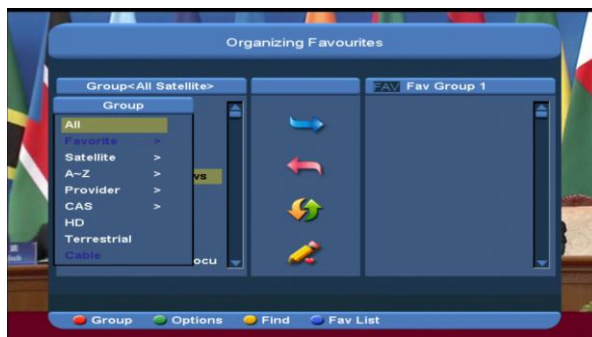 Organizing Favourites
Group<All Satellite>
FAV Fav Group 1
Group
All
Favorite >
Satellite >
A~Z >
vs
Provider >
CAS >
HD
Terrestrial
Cable
ocu
Group Options Find Fav List